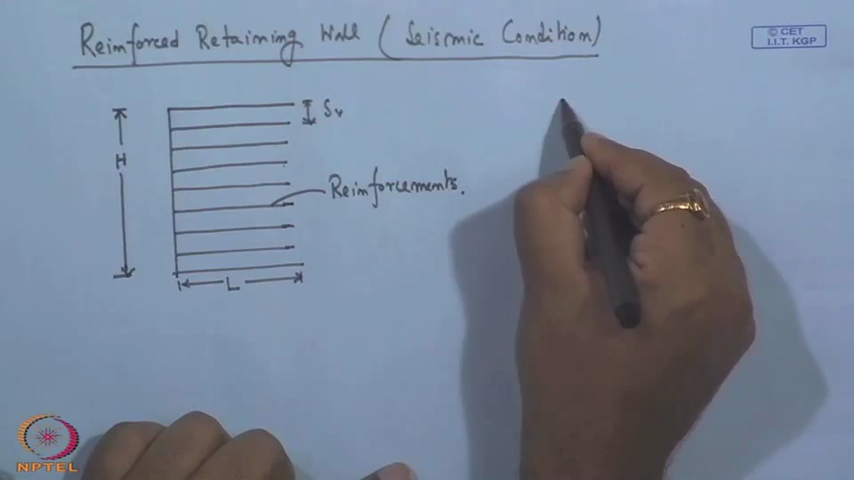 Reinforced Retaining Wall (Seismic Condition)
© CET
I.I.T. KGP
Sv
H
Reinforcements.
L
NPTEL